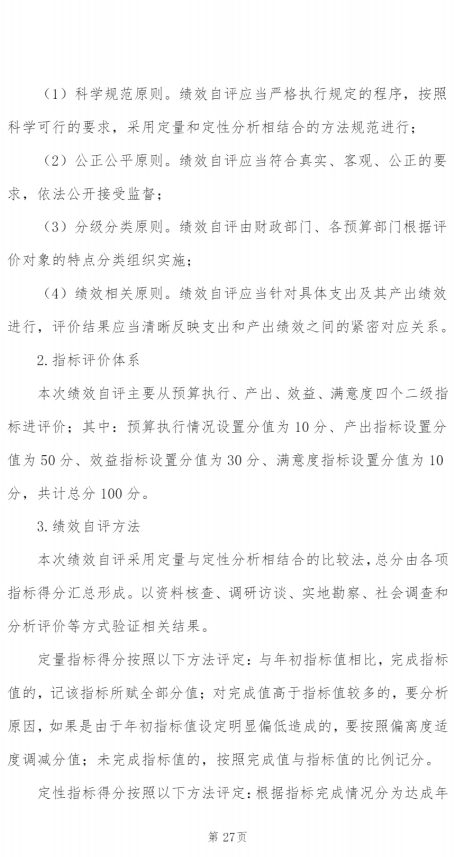 （1）科学规范原则。绩效自评应当严格执行规定的程序，按照
科学可行的要求，采用定量和定性分析相结合的方法规范进行；
（2）公正公平原则。绩效自评应当符合真实、客观、公正的要
求，依法公开接受监督；
（3）分级分类原则。绩效自评由财政部门、各预算部门根据评
价对象的特点分类组织实施；
（4）绩效相关原则。绩效自评应当针对具体支出及其产出绩效
进行，评价结果应当清晰反映支出和产出绩效之间的紧密对应关系。
2.指标评价体系
本次绩效自评主要从预算执行、产出、效益、满意度四个二级指
标进评价；其中：预算执行情况设置分值为 10 分、产出指标设置分
值为 50 分、效益指标设置分值为 30 分、满意度指标设置分值为 10
分，共计总分 100 分。
3.绩效自评方法
本次绩效自评采用定量与定性分析相结合的比较法，总分由各项
指标得分汇总形成。以资料核查、调研访谈、实地勘察、社会调查和
分析评价等方式验证相关结果。
定量指标得分按照以下方法评定：与年初指标值相比，完成指标
值的，记该指标所赋全部分值；对完成值高于指标值较多的，要分析
原因，如果是由于年初指标值设定明显偏低造成的，要按照偏离度适
度调减分值；未完成指标值的，按照完成值与指标值的比例记分。
定性指标得分按照以下方法评定：根据指标完成情况分为达成年
第 27页